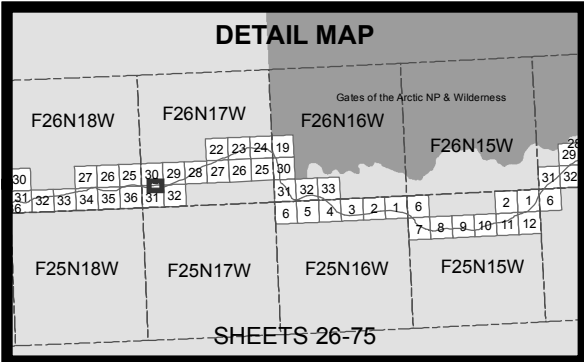 DETAIL MAP
Gates of the Arctic NP & Wilderness
F26N18W
F26N17W
F26N16W
F26N15W
22 23 24 19
30
27 26 25 30 29 28 27 26 25 30
31 32 33 34 35 36 31 32
6
31 32 33
6 5 4 3 2 1 6
2 1 6
7 8 9 10 11 12
28
29
31 32
F25N18W
F25N17W
F25N16W
F25N15W
SHEETS 26-75